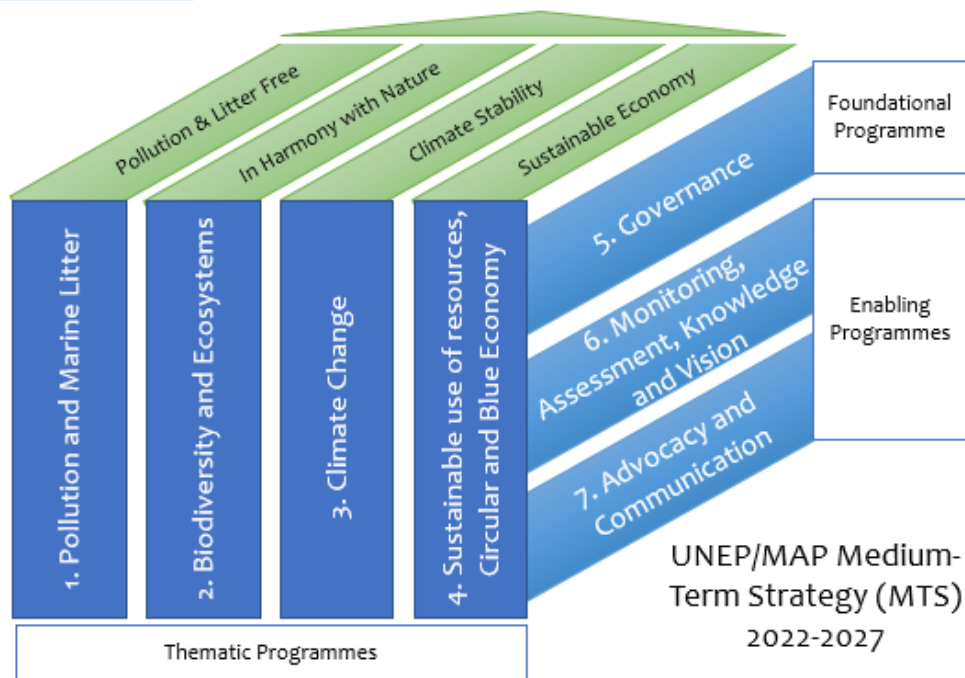 Pollution & Litter Free
In Harmony with Nature
Climate Stability
Sustainable Economy
1. Pollution and Marine Litter
2. Biodiversity and Ecosystems
3. Climate Change
4. Sustainable use of resources,
Circular and Blue Economy
5. Governance
6. Monitoring,
Assessment, Knowledge
and Vision
7. Advocacy and
Communication
Foundational
Programme
Enabling
Programmes
Thematic Programmes
UNEP/MAP Medium-
Term Strategy (MTS)
2022-2027